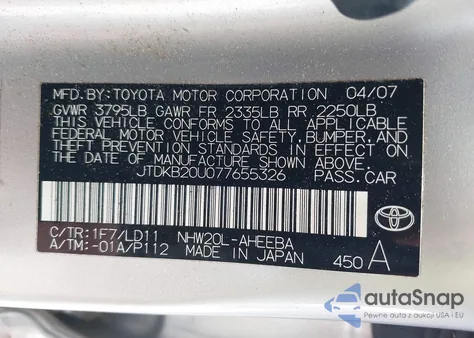 MFD.BY:TOYOTA MOTOR CORPORATION 04/07
GVWR 3795LB GAWR FR 2335LB RR 2250LB
THIS VEHICLE CONFORMS TO ALL APPLICABLE
FEDERAL MOTOR VEHICLE SAFETY, BUMPER, AND
THEFT PREVENTION STANDARDS IN EFFECT ON
THE DATE OF MANUFACTURE SHOWN ABOVE.
JTDKB20U077655326 PASS.CAR
C/TR:1F7/LD11 NHW20L-AHEEBA
A/TM:-01A/P112 MADE IN JAPAN 450 A
autoSnap
Pewne auta z aukcji USA i EU